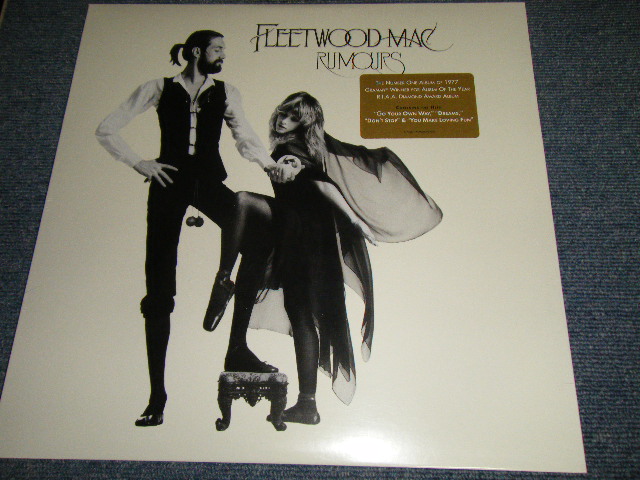 FLEETWOOD MAC
RUMOURS
THE NUMBER ONE ALBUM OF 1977
GRAMMY WINNER FOR ALBUM OF THE YEAR
R.I.A.A. DIAMOND AWARD ALBUM
"GO YOUR OWN WAY," "DREAMS,"
"DON'T STOP" & "YOU MAKE LOVING FUN"